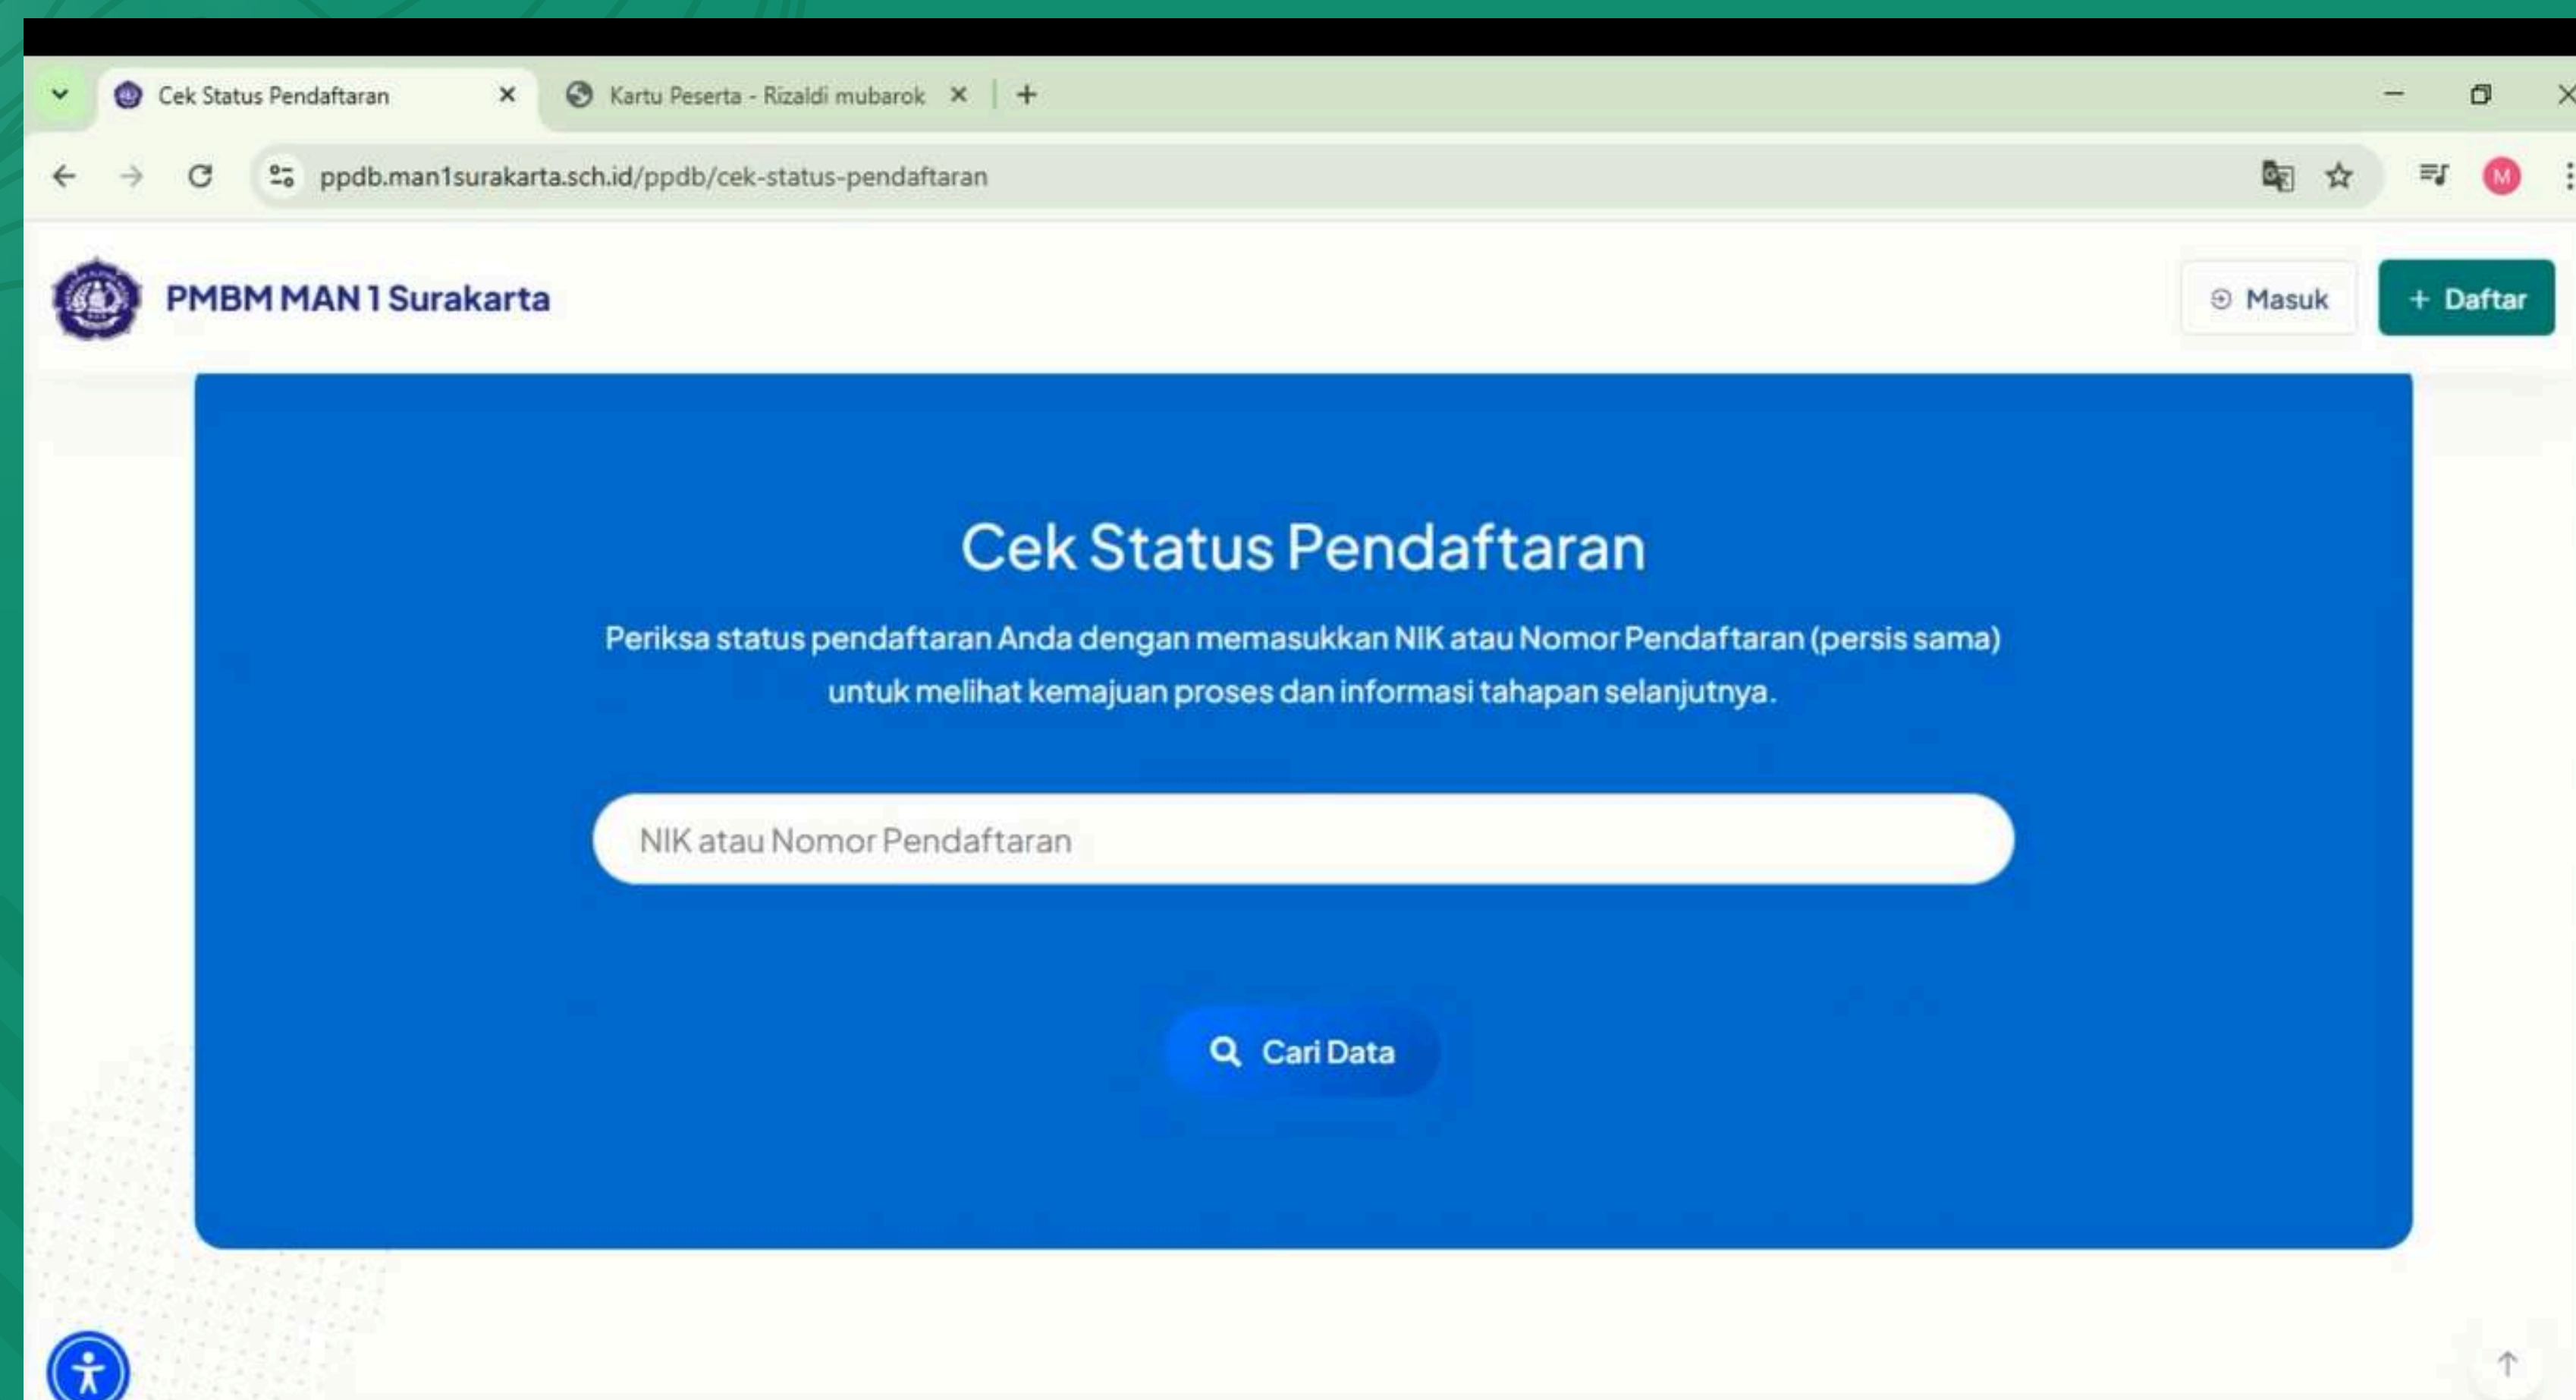 Cek Status Pendaftaran
Kartu Peserta - Rizaldi mubarok
ppdb.man1surakarta.sch.id/ppdb/cek-status-pendaftaran
M
PMBM MAN 1 Surakarta
Masuk
+ Daftar
Cek Status Pendaftaran
Periksa status pendaftaran Anda dengan memasukkan NIK atau Nomor Pendaftaran (persis sama)
untuk melihat kemajuan proses dan informasi tahapan selanjutnya.
NIK atau Nomor Pendaftaran
Cari Data